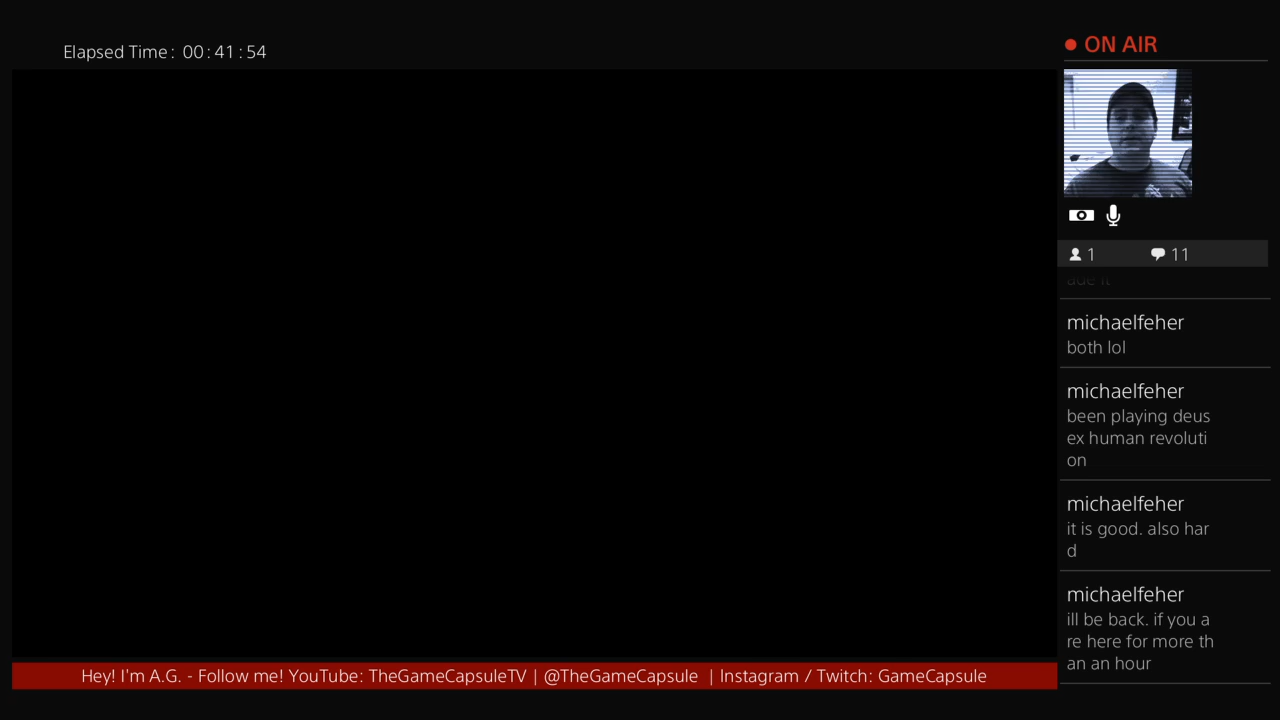 Elapsed Time: 00:41:54
ON AIR
1 11
michaelfeher
both lol
michaelfeher
been playing deus
ex human revoluti
on
michaelfeher
it is good. also har
d
michaelfeher
ill be back. if you a
re here for more th
an an hour
Hey! I'm A.G. - Follow me! YouTube: TheGameCapsuleTV | @TheGameCapsule | Instagram / Twitch: GameCapsule